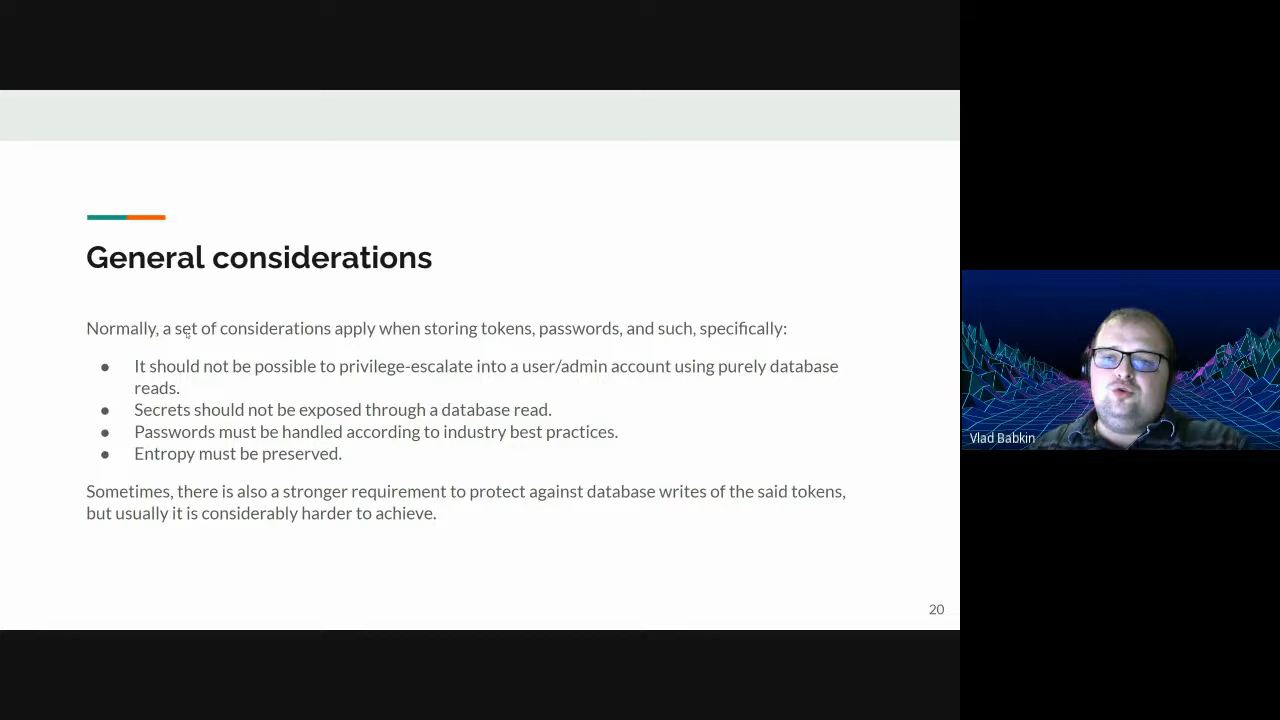 General considerations
Normally, a set of considerations apply when storing tokens, passwords, and such, specifically:
● It should not be possible to privilege-escalate into a user/admin account using purely database
reads.
● Secrets should not be exposed through a database read.
● Passwords must be handled according to industry best practices.
● Entropy must be preserved.
Sometimes, there is also a stronger requirement to protect against database writes of the said tokens,
but usually it is considerably harder to achieve.
20
Vlad Babkin